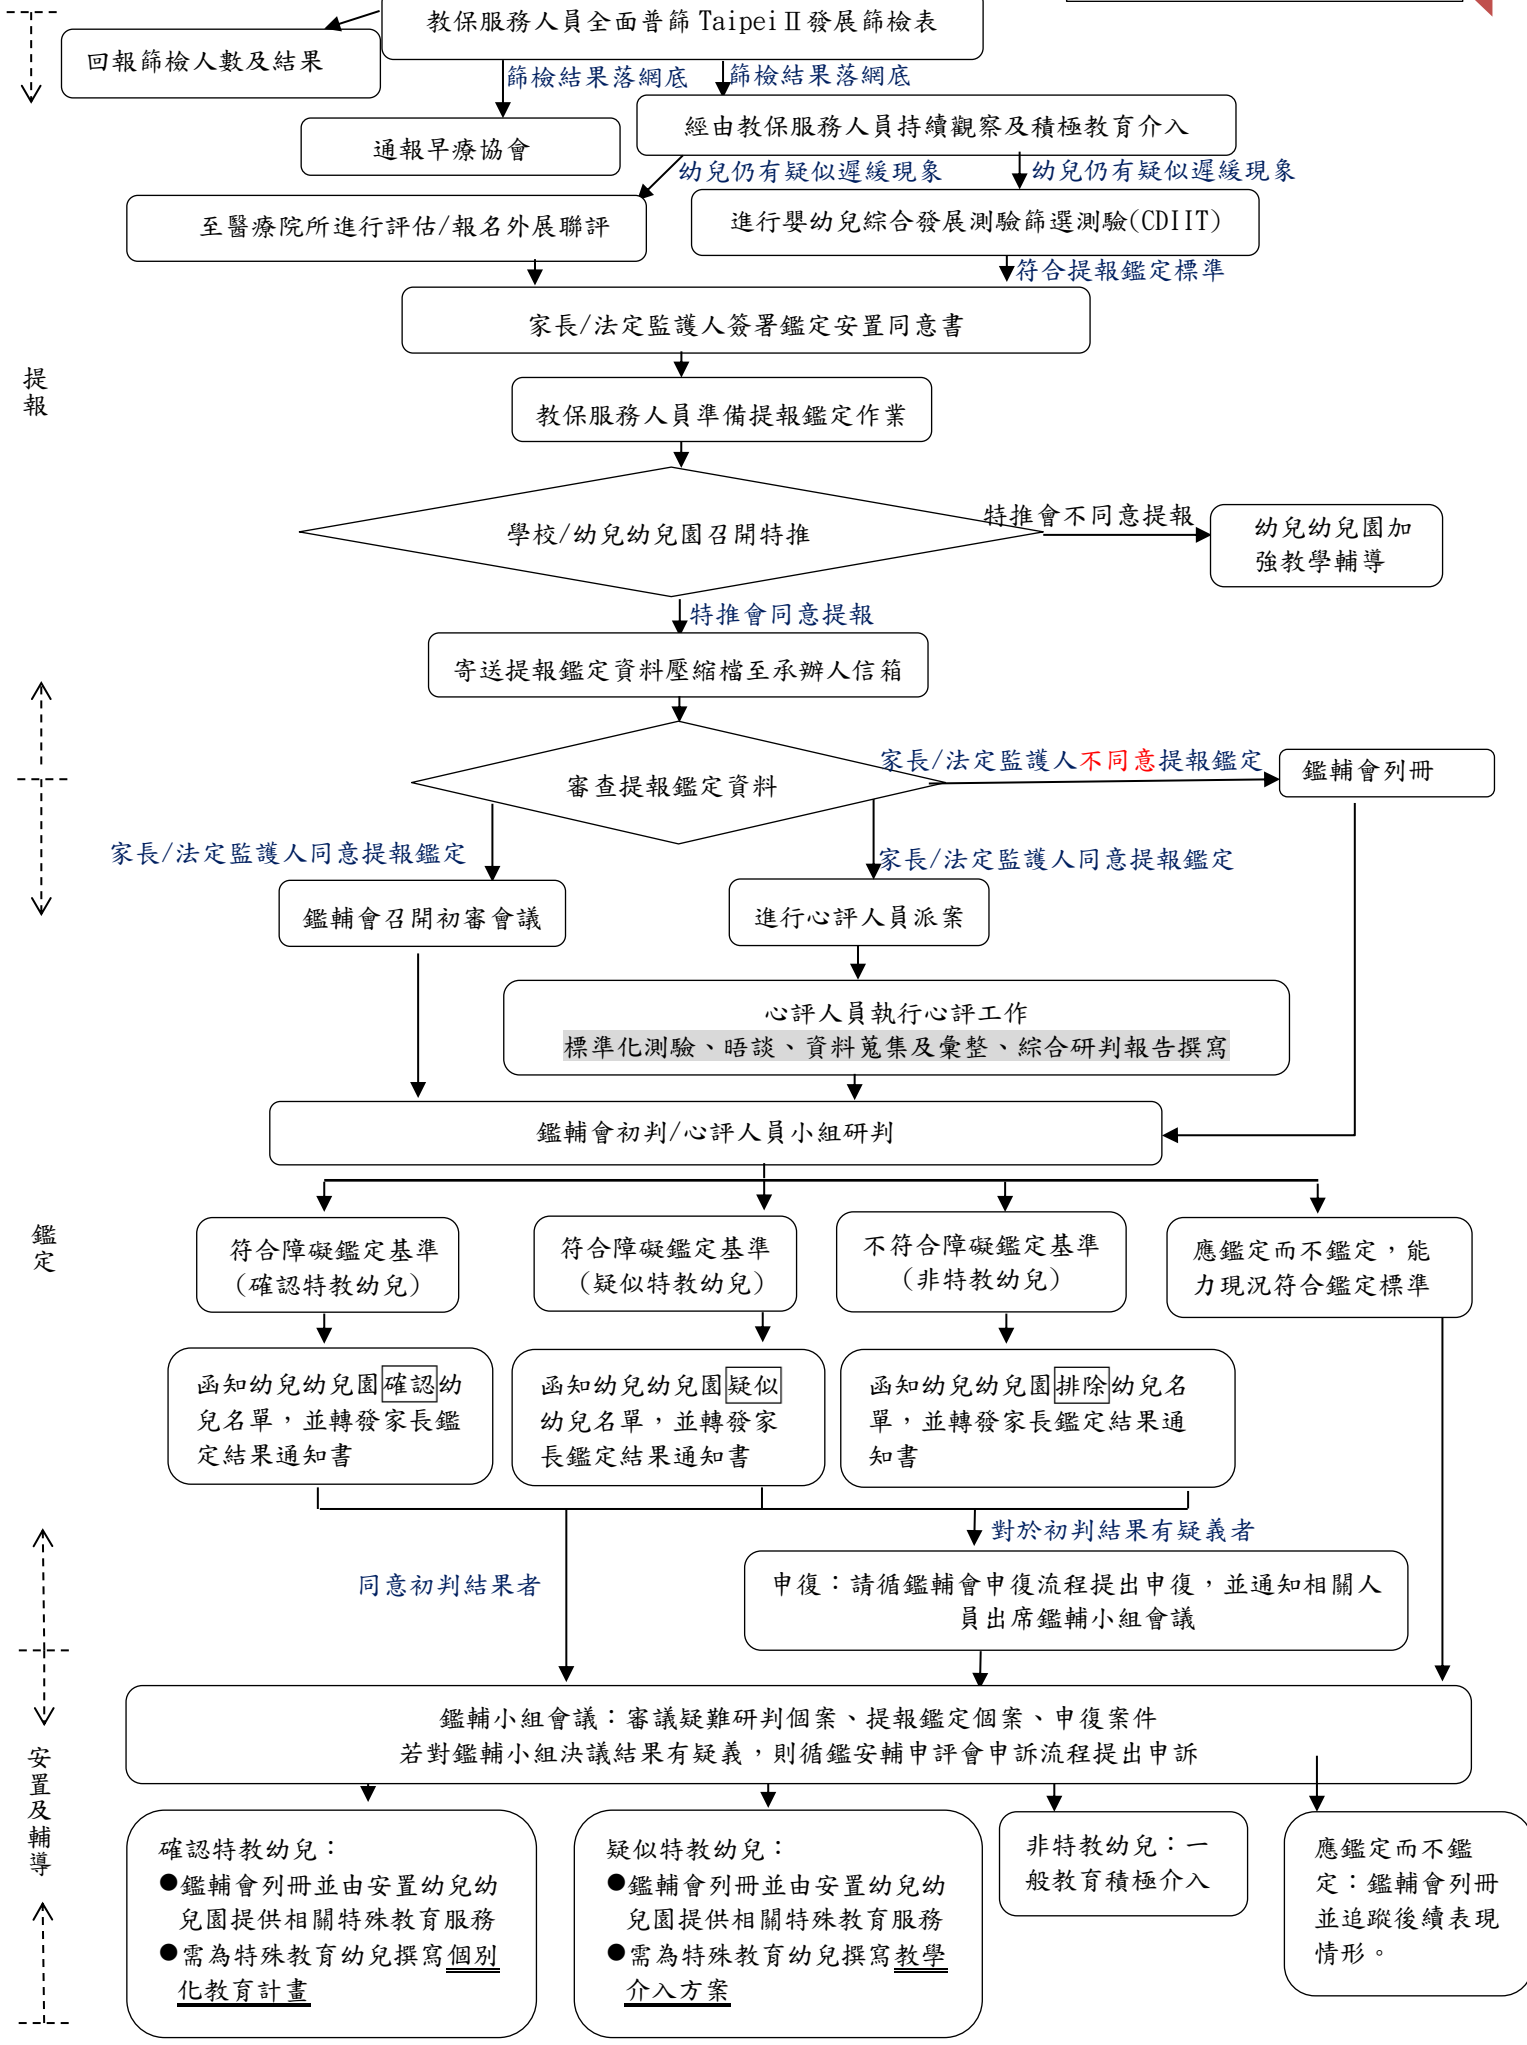 教保服務人員全面普篩 TaipeiⅡ發展篩檢表
回報篩檢人數及結果
篩檢結果落網底
篩檢結果落網底
通報早療協會
經由教保服務人員持續觀察及積極教育介入
幼兒仍有疑似遲緩現象
幼兒仍有疑似遲緩現象
至醫療院所進行評估/報名外展聯評
進行嬰幼兒綜合發展測驗篩選測驗(CDIIT)
符合提報鑑定標準
家長/法定監護人簽署鑑定安置同意書
提
報
教保服務人員準備提報鑑定作業
學校/幼兒幼兒園召開特推
特推會不同意提報
幼兒幼兒園加
強教學輔導
特推會同意提報
寄送提報鑑定資料壓縮檔至承辦人信箱
審查提報鑑定資料
家長/法定監護人不同意提報鑑定
鑑輔會列冊
家長/法定監護人同意提報鑑定
家長/法定監護人同意提報鑑定
鑑輔會召開初審會議
進行心評人員派案
心評人員執行心評工作
標準化測驗、晤談、資料蒐集及彙整、綜合研判報告撰寫
鑑輔會初判/心評人員小組研判
鑑
定
符合障礙鑑定基準
(確認特教幼兒)
符合障礙鑑定基準
(疑似特教幼兒)
不符合障礙鑑定基準
(非特教幼兒)
應鑑定而不鑑定，能
力現況符合鑑定標準
函知幼兒幼兒園確認幼
兒名單，並轉發家長鑑
定結果通知書
函知幼兒幼兒園疑似
幼兒名單，並轉發家
長鑑定結果通知書
函知幼兒幼兒園排除幼兒名
單，並轉發家長鑑定結果通
知書
對於初判結果有疑義者
同意初判結果者
申復：請循鑑輔會申復流程提出申復，並通知相關人
員出席鑑輔小組會議
鑑輔小組會議：審議疑難研判個案、提報鑑定個案、申復案件
若對鑑輔小組決議結果有疑義，則循鑑安輔申評會申訴流程提出申訴
安
置
及
輔
導
確認特教幼兒：
●鑑輔會列冊並由安置幼兒幼
兒園提供相關特殊教育服務
●需為特殊教育幼兒撰寫個別
化教育計畫
疑似特教幼兒：
●鑑輔會列冊並由安置幼兒幼
兒園提供相關特殊教育服務
●需為特殊教育幼兒撰寫教學
介入方案
非特教幼兒：一
般教育積極介入
應鑑定而不鑑
定：鑑輔會列冊
並追蹤後續表現
情形。